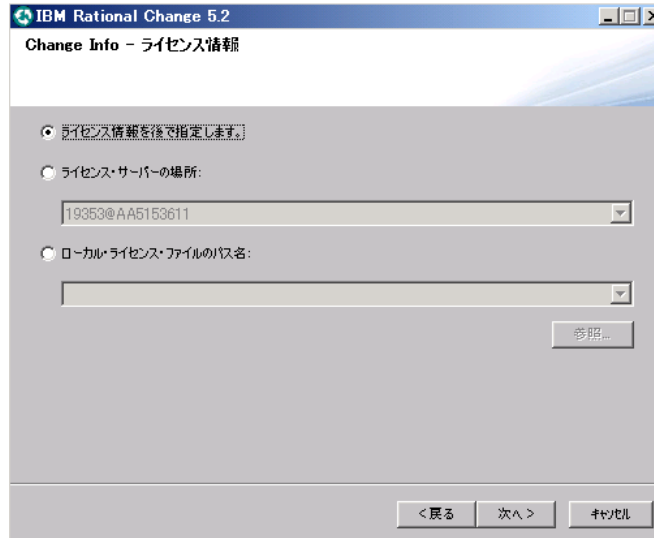 IBM Rational Change 5.2
Change Info - ライセンス情報
ライセンス情報を後で指定します。
ライセンス・サーバーの場所:
19353@AA5153611
ローカル・ライセンス・ファイルのパス名:
参照...
<戻る 次へ> キャンセル